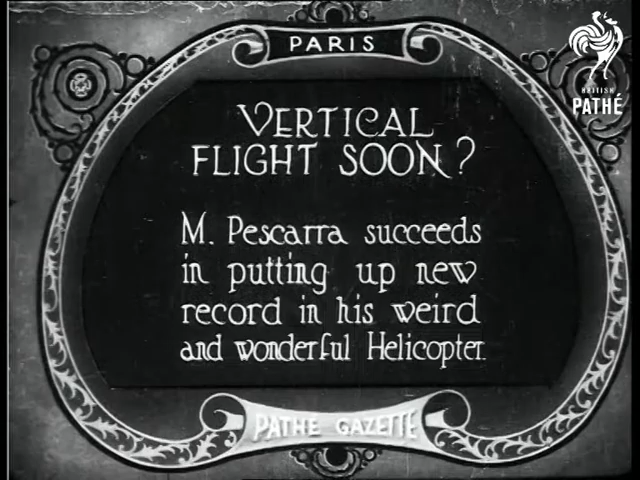 PARIS
BRITISH
PATHÉ
VERTICAL
FLIGHT SOON?
M. Pescarra succeeds
in putting up new
record in his weird
and wonderful Helicopter.
PATHÉ GAZETTE